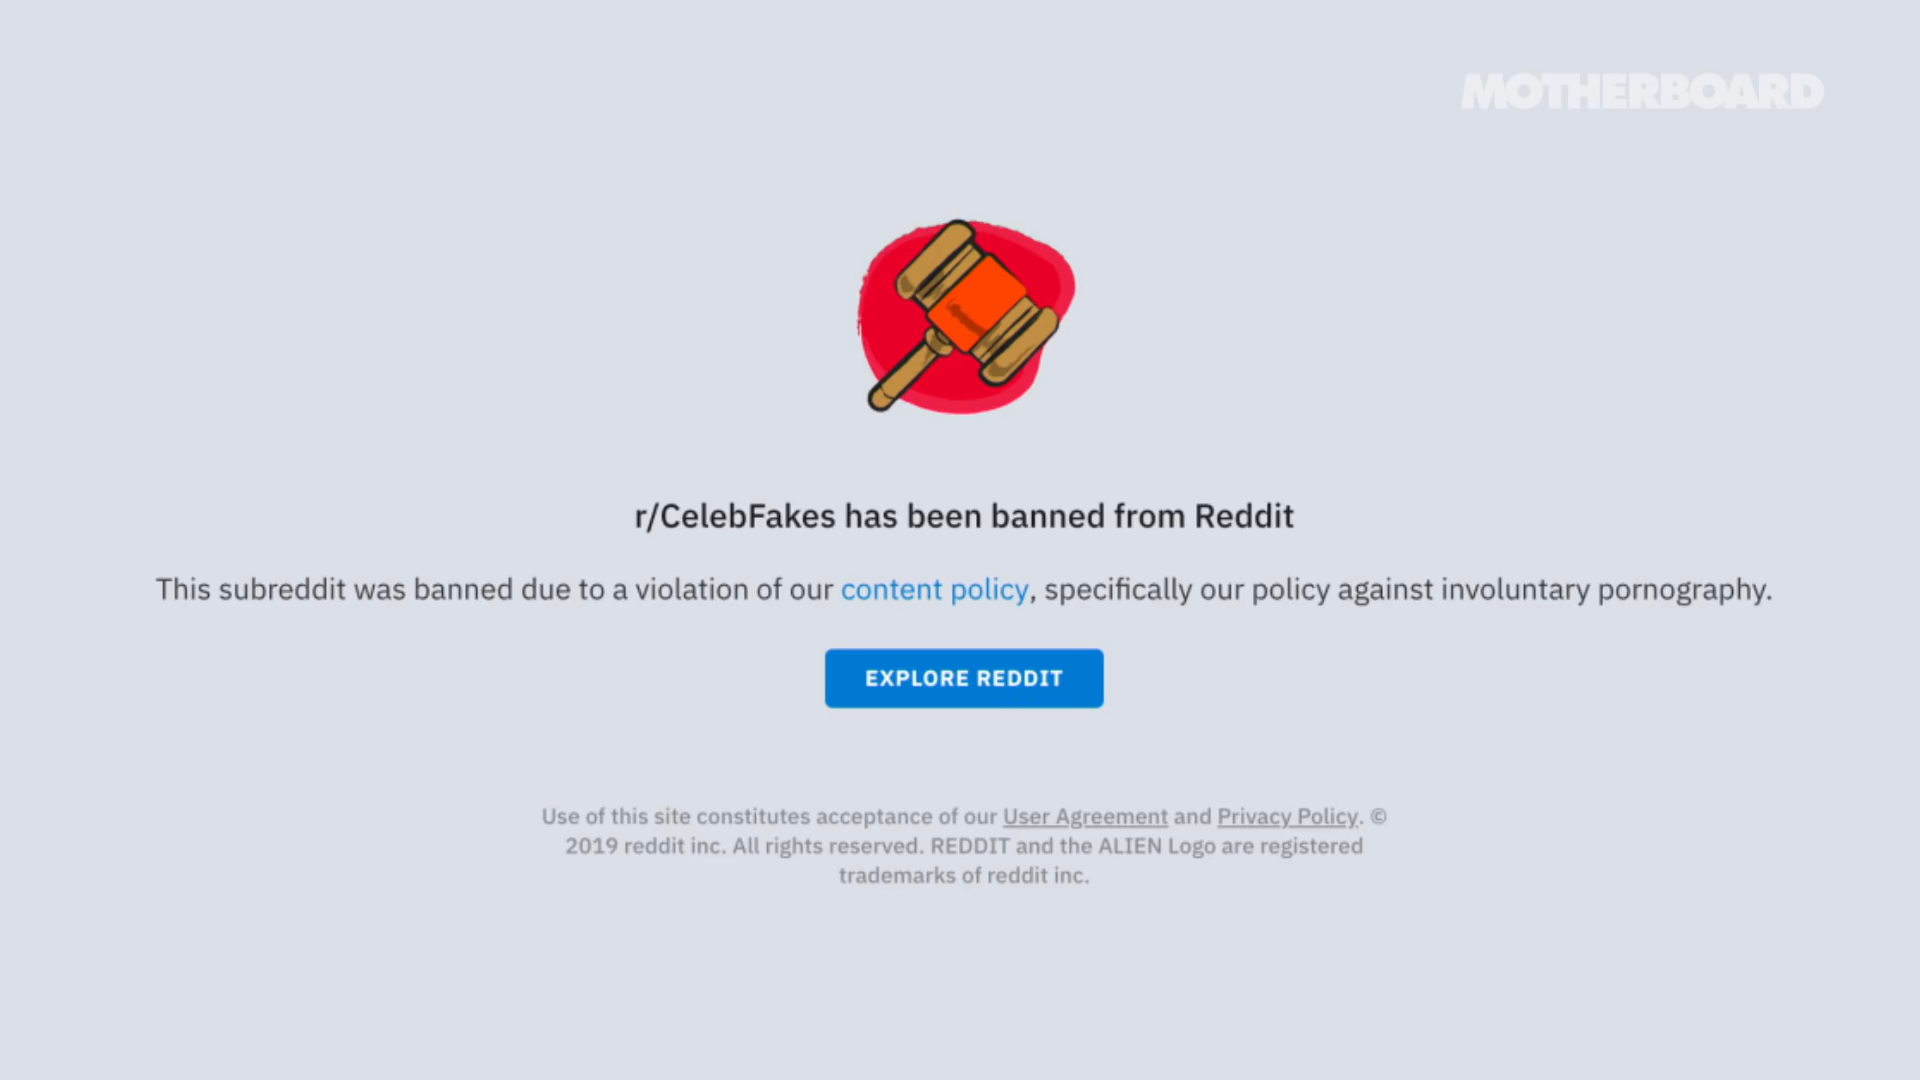 MOTHERBOARD
r/CelebFakes has been banned from Reddit
This subreddit was banned due to a violation of our content policy, specifically our policy against involuntary pornography.
EXPLORE REDDIT
Use of this site constitutes acceptance of our User Agreement and Privacy Policy. ©
2019 reddit inc. All rights reserved. REDDIT and the ALIEN Logo are registered
trademarks of reddit inc.